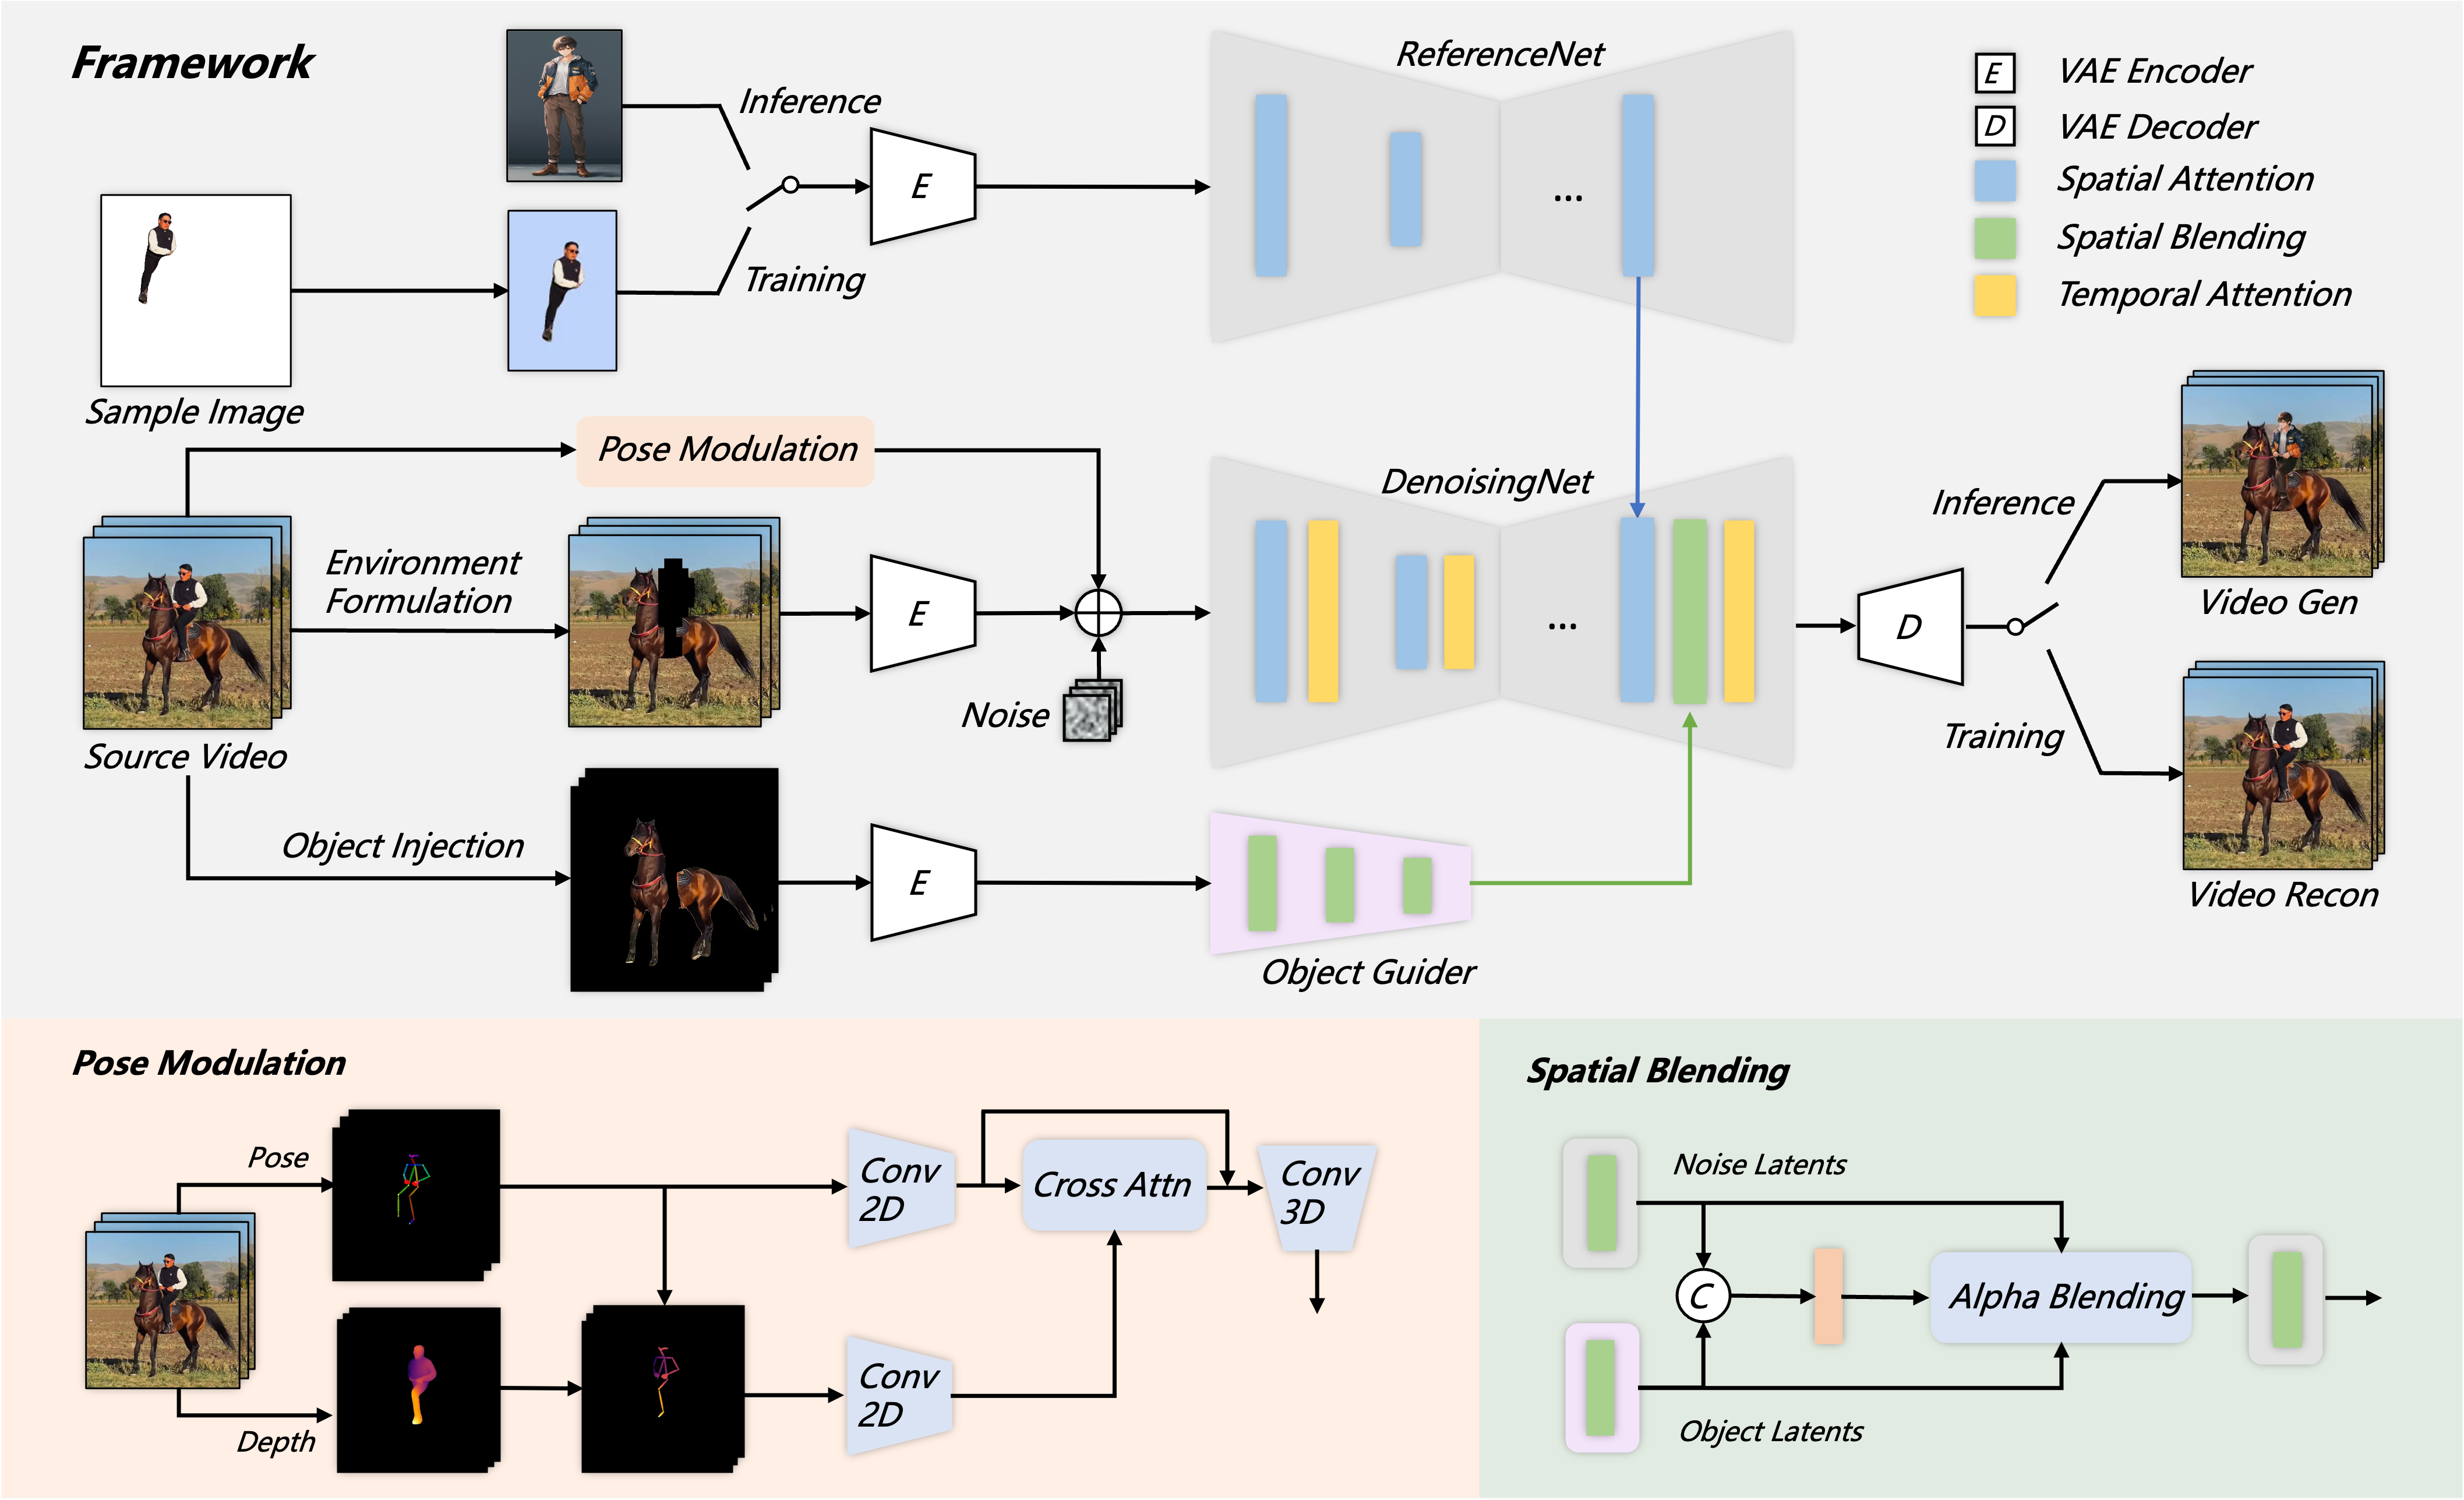 Framework
Inference
E
Training
Sample Image
ReferenceNet
...
E VAE Encoder
D VAE Decoder
Spatial Attention
Spatial Blending
Temporal Attention
Pose Modulation
Source Video
Environment
Formulation
E
Noise
DenoisingNet
...
D
Inference
Video Gen
Training
Video Recon
Object Injection
E
Object Guider
Pose Modulation
Pose
Depth
Conv
2D
Cross Attn
Conv
3D
Conv
2D
Spatial Blending
Noise Latents
C
Alpha Blending
Object Latents